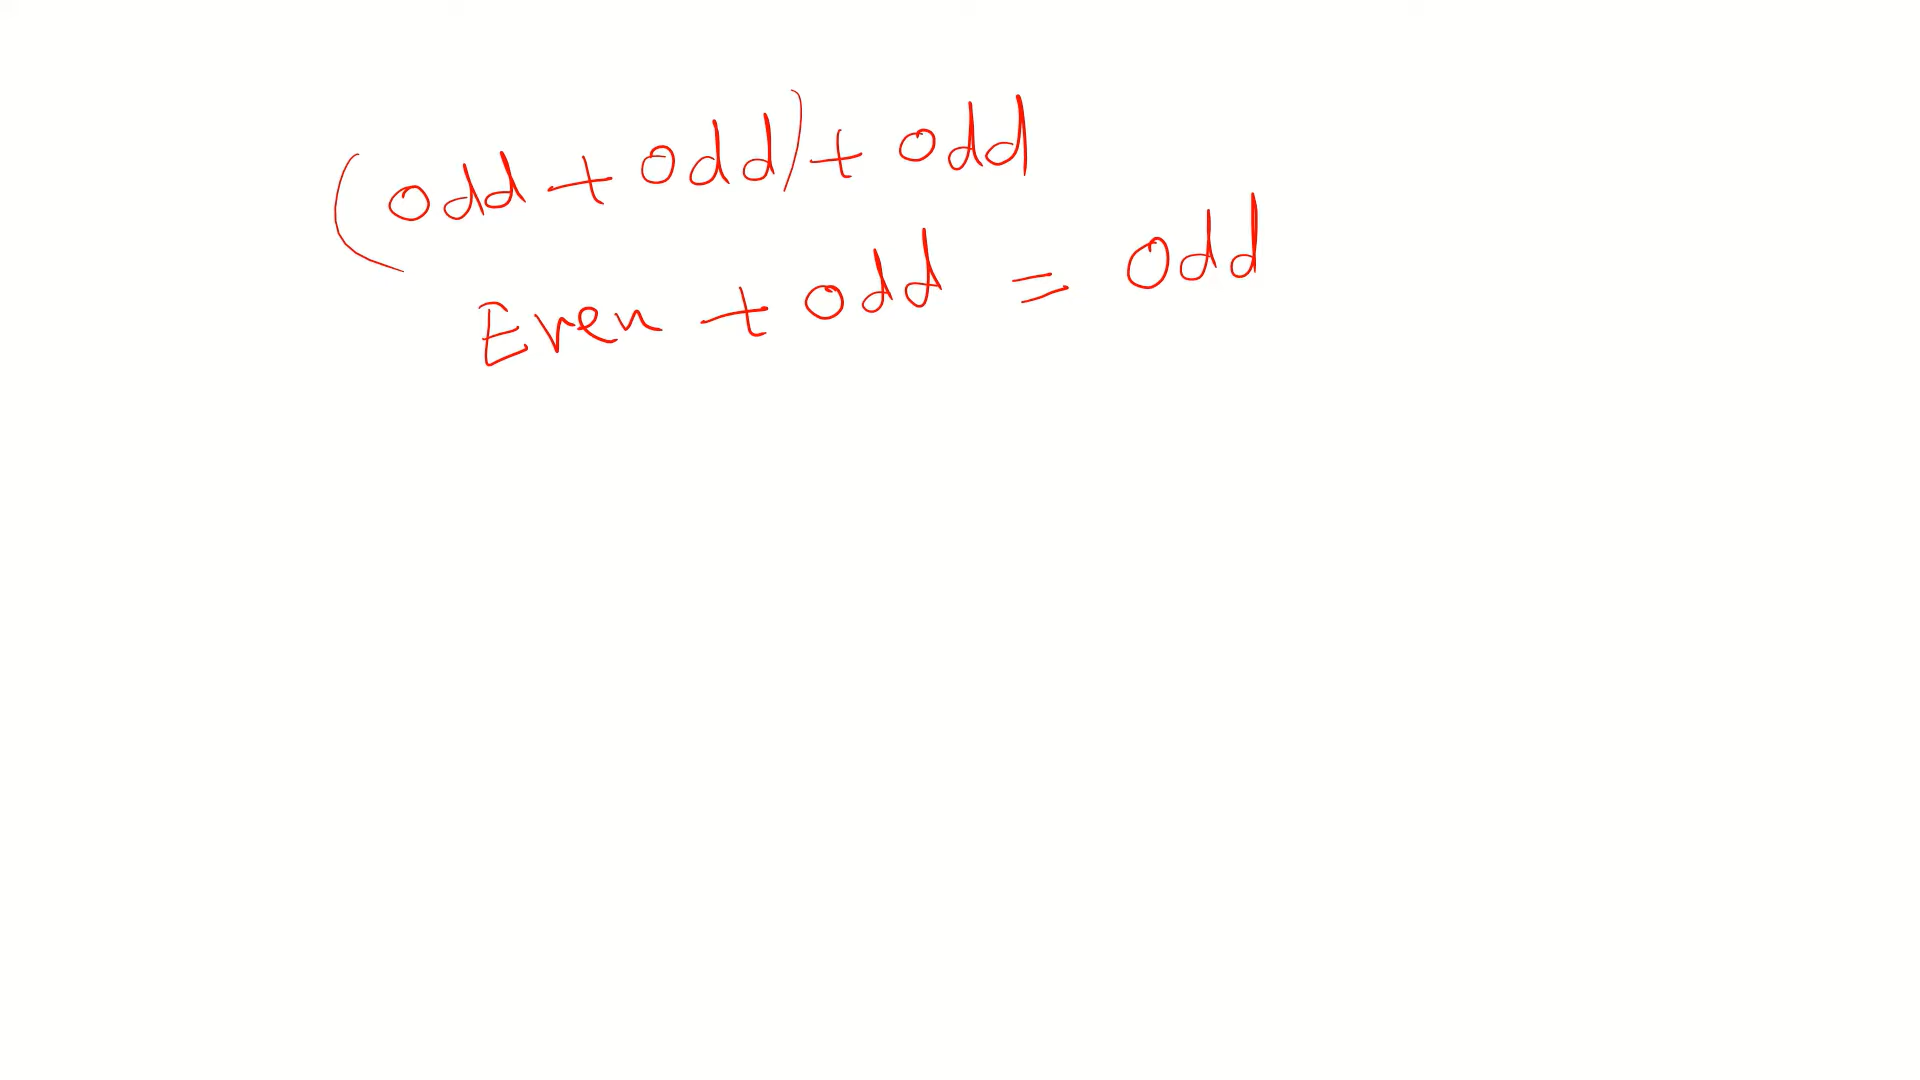 (odd + odd) + odd
Even + odd = odd